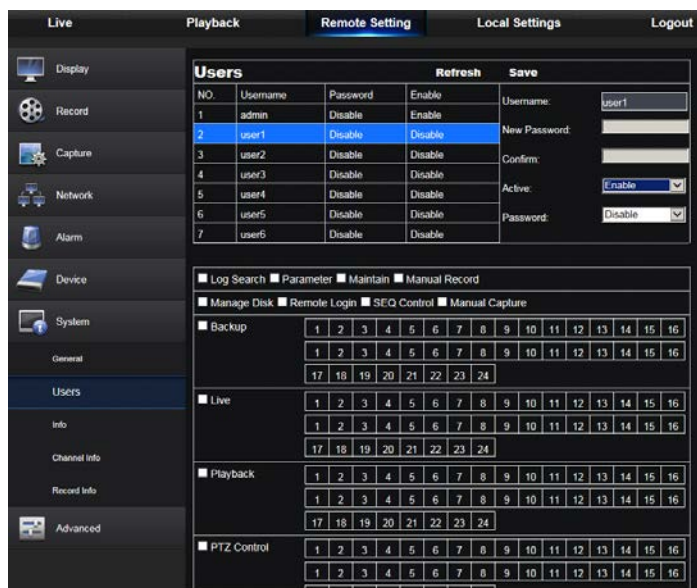 Live Playback Remote Setting Local Settings Logout
Display
Record
Capture
Network
Alarm
Device
System
General
Users
Info
Channel Info
Record Info
Advanced
Users Refresh Save
NO. Username Password Enable
1 admin Disable Enable
2 user1 Disable Disable
3 user2 Disable Disable
4 user3 Disable Disable
5 user4 Disable Disable
6 user5 Disable Disable
7 user6 Disable Disable
Username: user1
New Password:
Confirm:
Active: Enable
Password: Disable
Log Search Parameter Maintain Manual Record
Manage Disk Remote Login SEQ Control Manual Capture
Backup 1 2 3 4 5 6 7 8 9 10 11 12 13 14 15 16
1 2 3 4 5 6 7 8 9 10 11 12 13 14 15 16
17 18 19 20 21 22 23 24
Live 1 2 3 4 5 6 7 8 9 10 11 12 13 14 15 16
1 2 3 4 5 6 7 8 9 10 11 12 13 14 15 16
17 18 19 20 21 22 23 24
Playback 1 2 3 4 5 6 7 8 9 10 11 12 13 14 15 16
1 2 3 4 5 6 7 8 9 10 11 12 13 14 15 16
17 18 19 20 21 22 23 24
PTZ Control 1 2 3 4 5 6 7 8 9 10 11 12 13 14 15 16
1 2 3 4 5 6 7 8 9 10 11 12 13 14 15 16